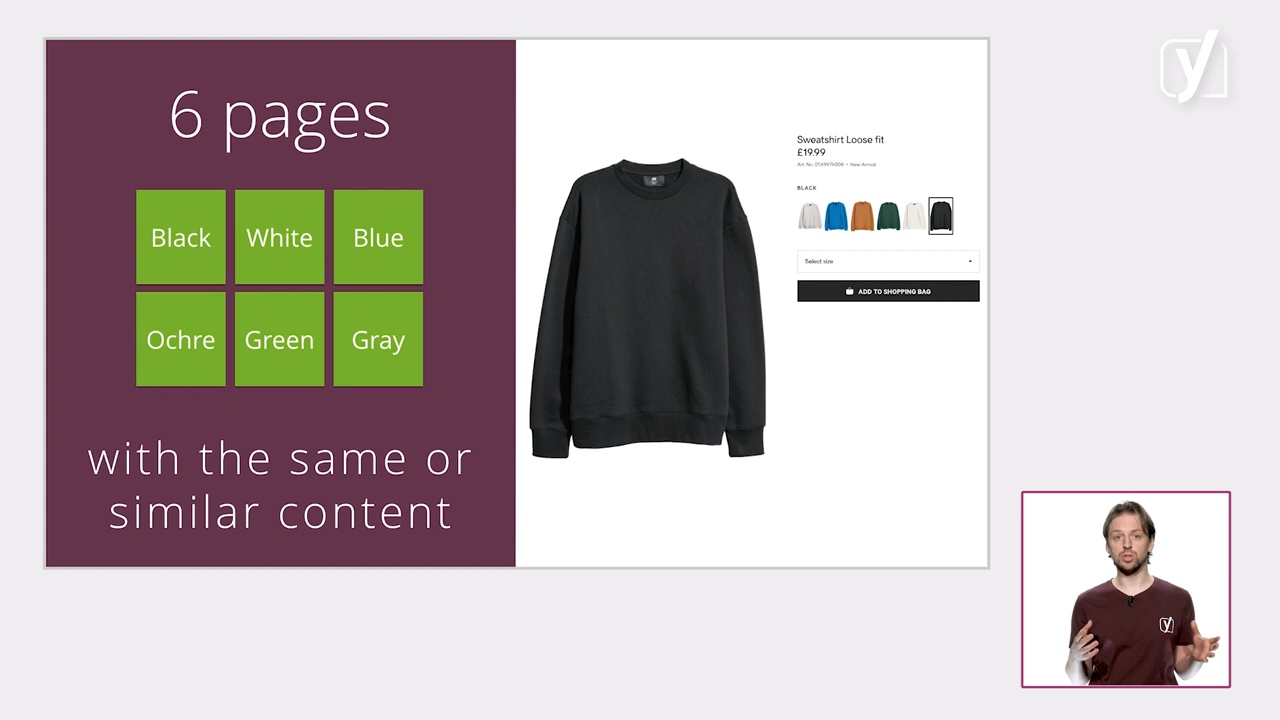 6 pages
Black White Blue
Ochre Green Gray
with the same or
similar content
Sweatshirt Loose fit
£19.99
New Arrival
BLACK
Select size
ADD TO SHOPPING BAG
y
y